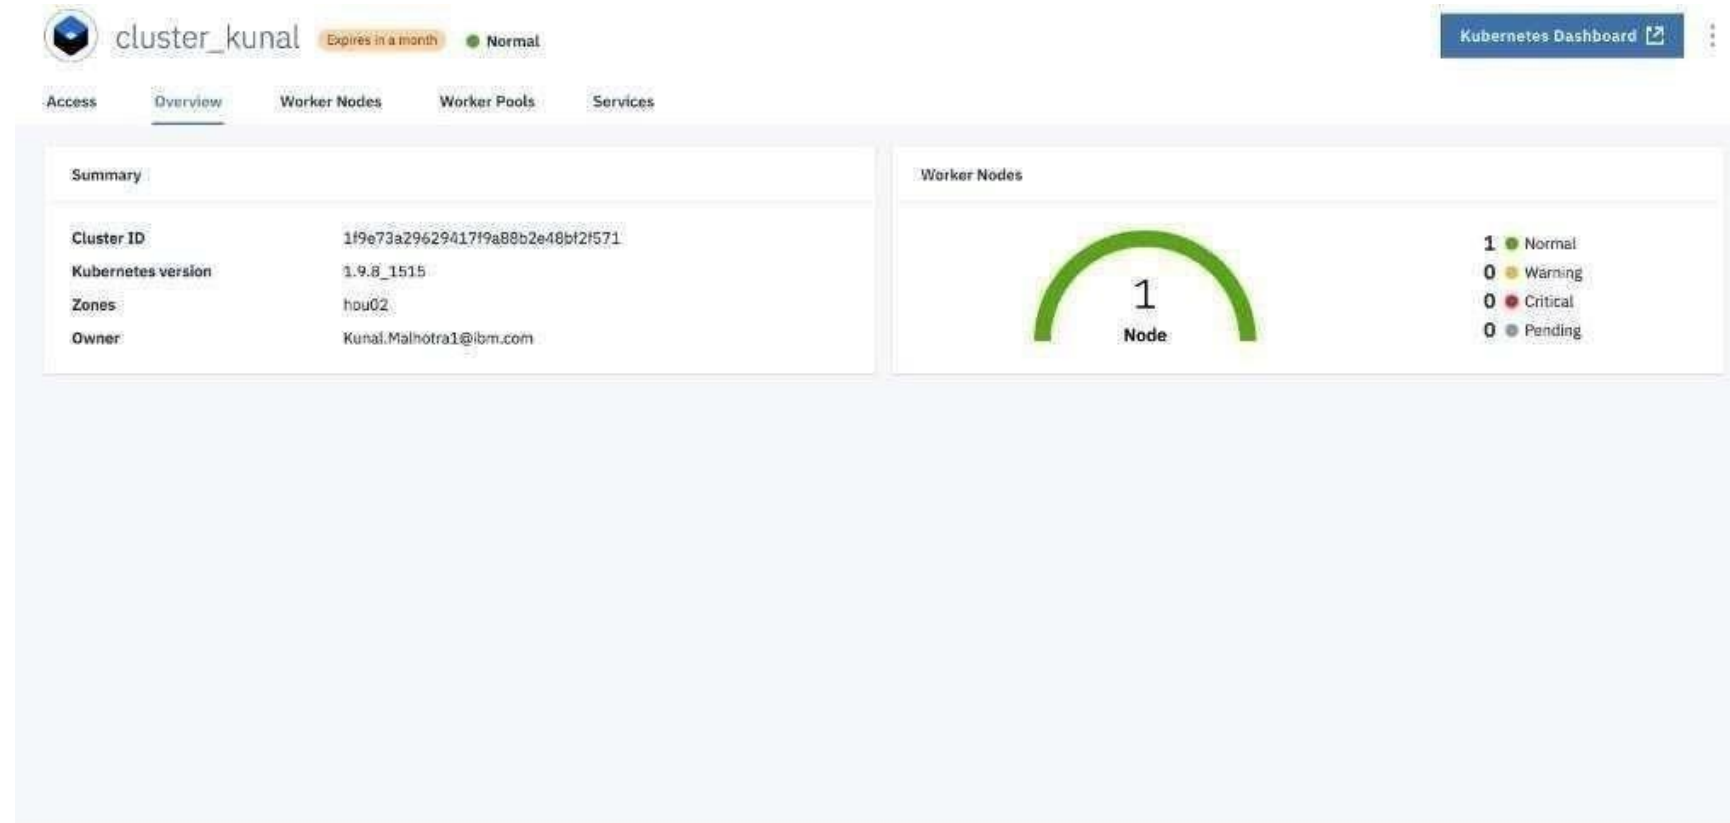 cluster_kunal Expires in a month Normal Kubernetes Dashboard
Access Overview Worker Nodes Worker Pools Services
Summary
Cluster ID 1f9e73a29629417f9a88b2e48bf2f571
Kubernetes version 1.9.8_1515
Zones hou02
Owner Kunal.Malhotra1@ibm.com
Worker Nodes
1
Node
1 Normal
0 Warning
0 Critical
0 Pending